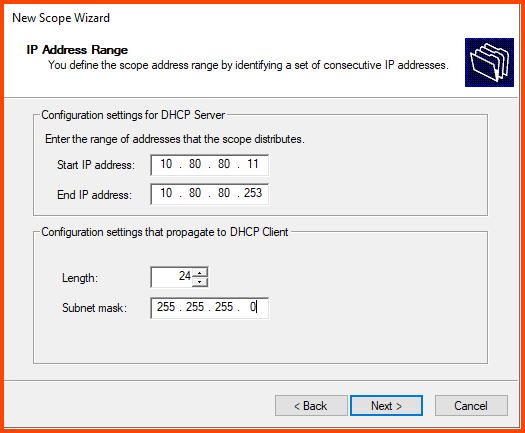 New Scope Wizard
IP Address Range
You define the scope address range by identifying a set of consecutive IP addresses.
Configuration settings for DHCP Server
Enter the range of addresses that the scope distributes.
Start IP address: 10 . 80 . 80 . 11
End IP address: 10 . 80 . 80 . 253
Configuration settings that propagate to DHCP Client
Length: 24
Subnet mask: 255 . 255 . 255 . 0
< Back Next > Cancel